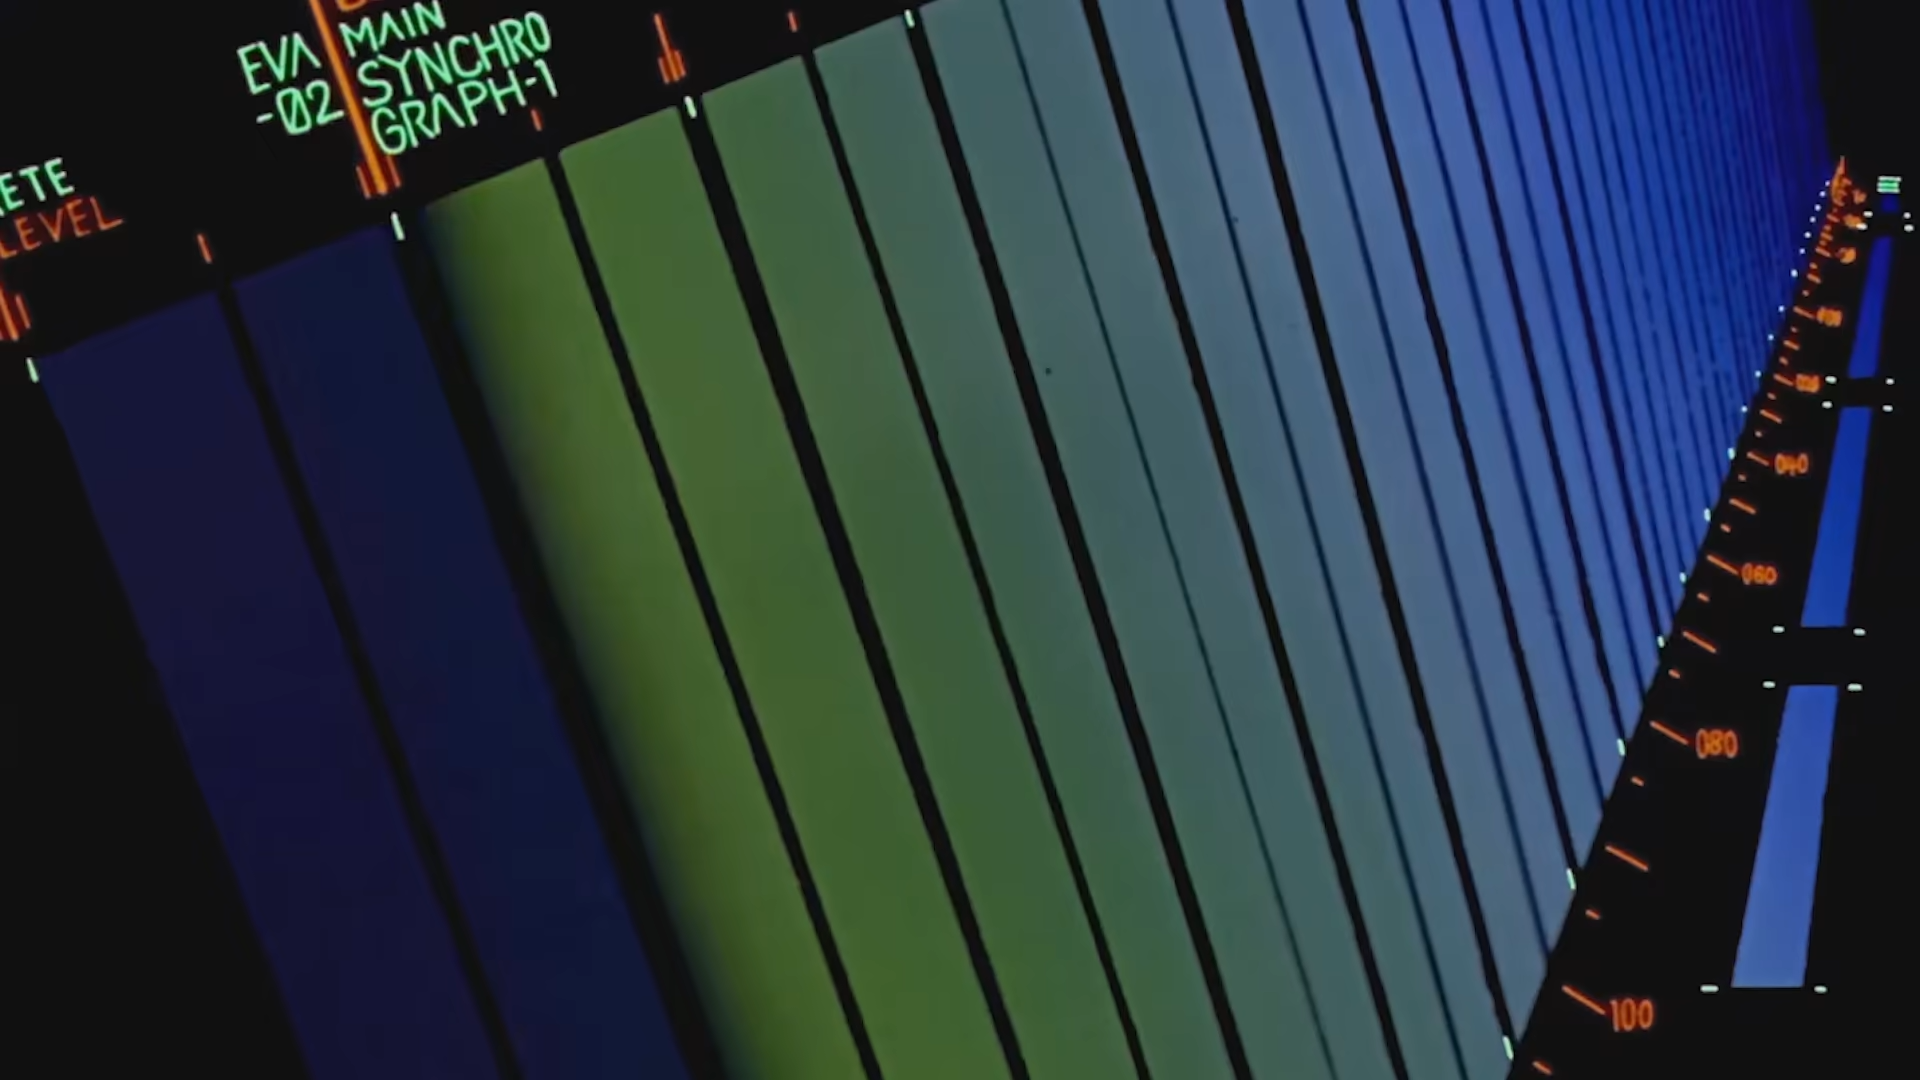 EVA
-02
MAIN
SYNCHRO
GRAPH-1
ETE
LEVEL
040
060
080
100